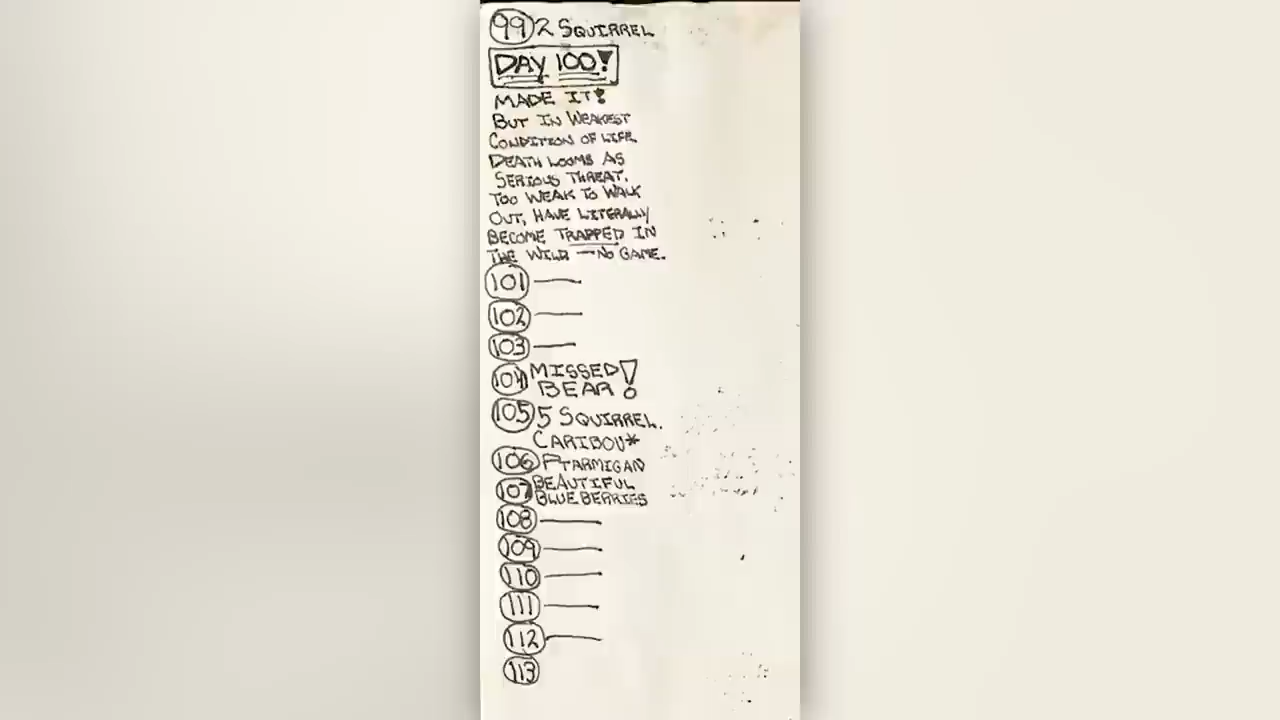 99 2 SQUIRREL
DAY 100!
MADE IT!
BUT IN WEAKEST
CONDITION OF LIFE.
DEATH LOOMS AS
SERIOUS THREAT.
TOO WEAK TO WALK
OUT, HAVE LITERALLY
BECOME TRAPPED IN
THE WILD —NO GAME.
101 —
102 —
103 —
104 MISSED
BEAR!
105 5 SQUIRREL.
CARIBOU*
106 PTARMIGAN
107 BEAUTIFUL
BLUE BERRIES
108 —
109 —
110 —
111 —
112 —
113